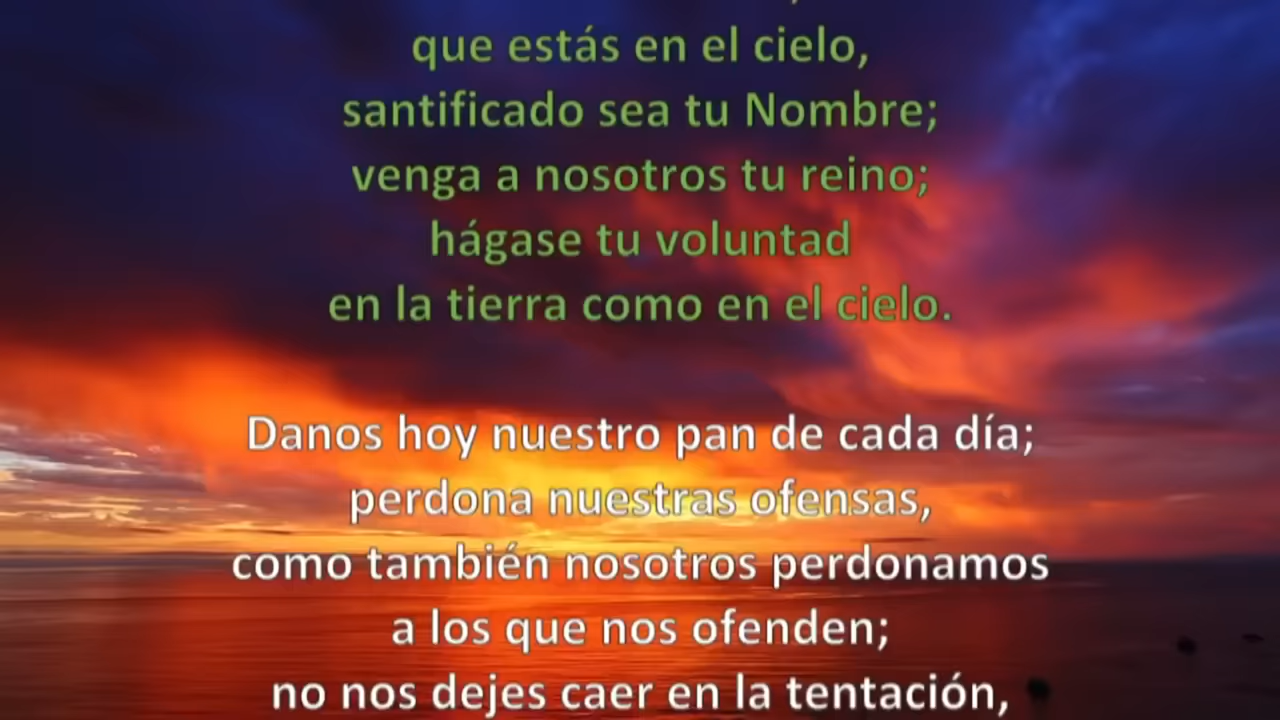 que estás en el cielo,
santificado sea tu Nombre;
venga a nosotros tu reino;
hágase tu voluntad
en la tierra como en el cielo.
Danos hoy nuestro pan de cada día;
perdona nuestras ofensas,
como también nosotros perdonamos
a los que nos ofenden;
no nos dejes caer en la tentación,